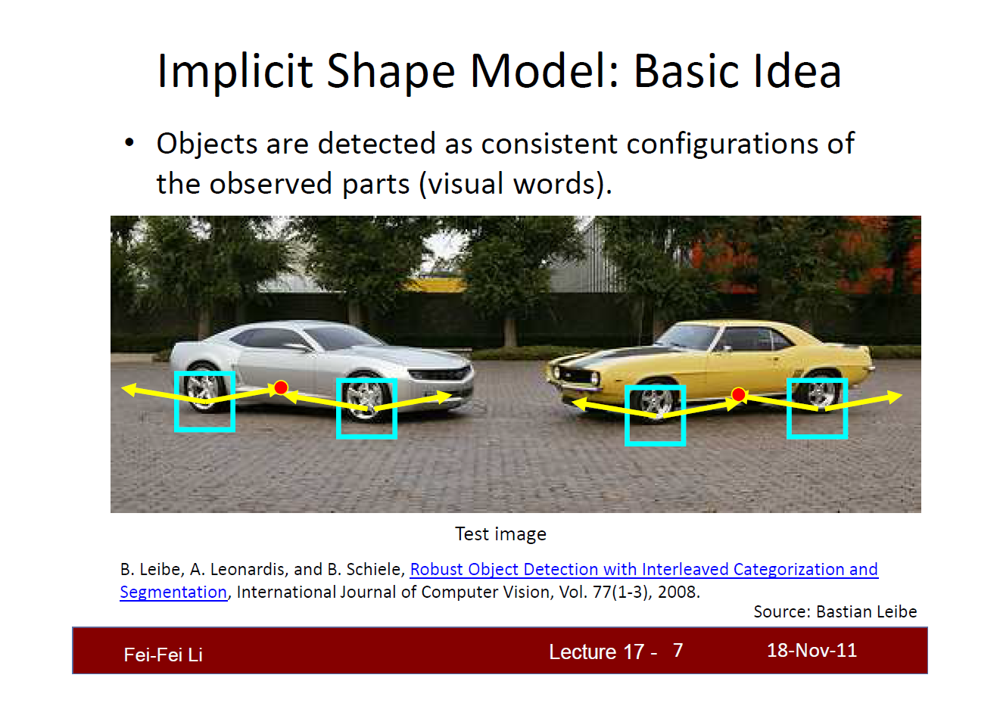 Implicit Shape Model: Basic Idea
• Objects are detected as consistent configurations of
the observed parts (visual words).
Test image
B. Leibe, A. Leonardis, and B. Schiele, Robust Object Detection with Interleaved Categorization and
Segmentation, International Journal of Computer Vision, Vol. 77(1-3), 2008.
Source: Bastian Leibe
Fei-Fei Li Lecture 17 - 7 18-Nov-11